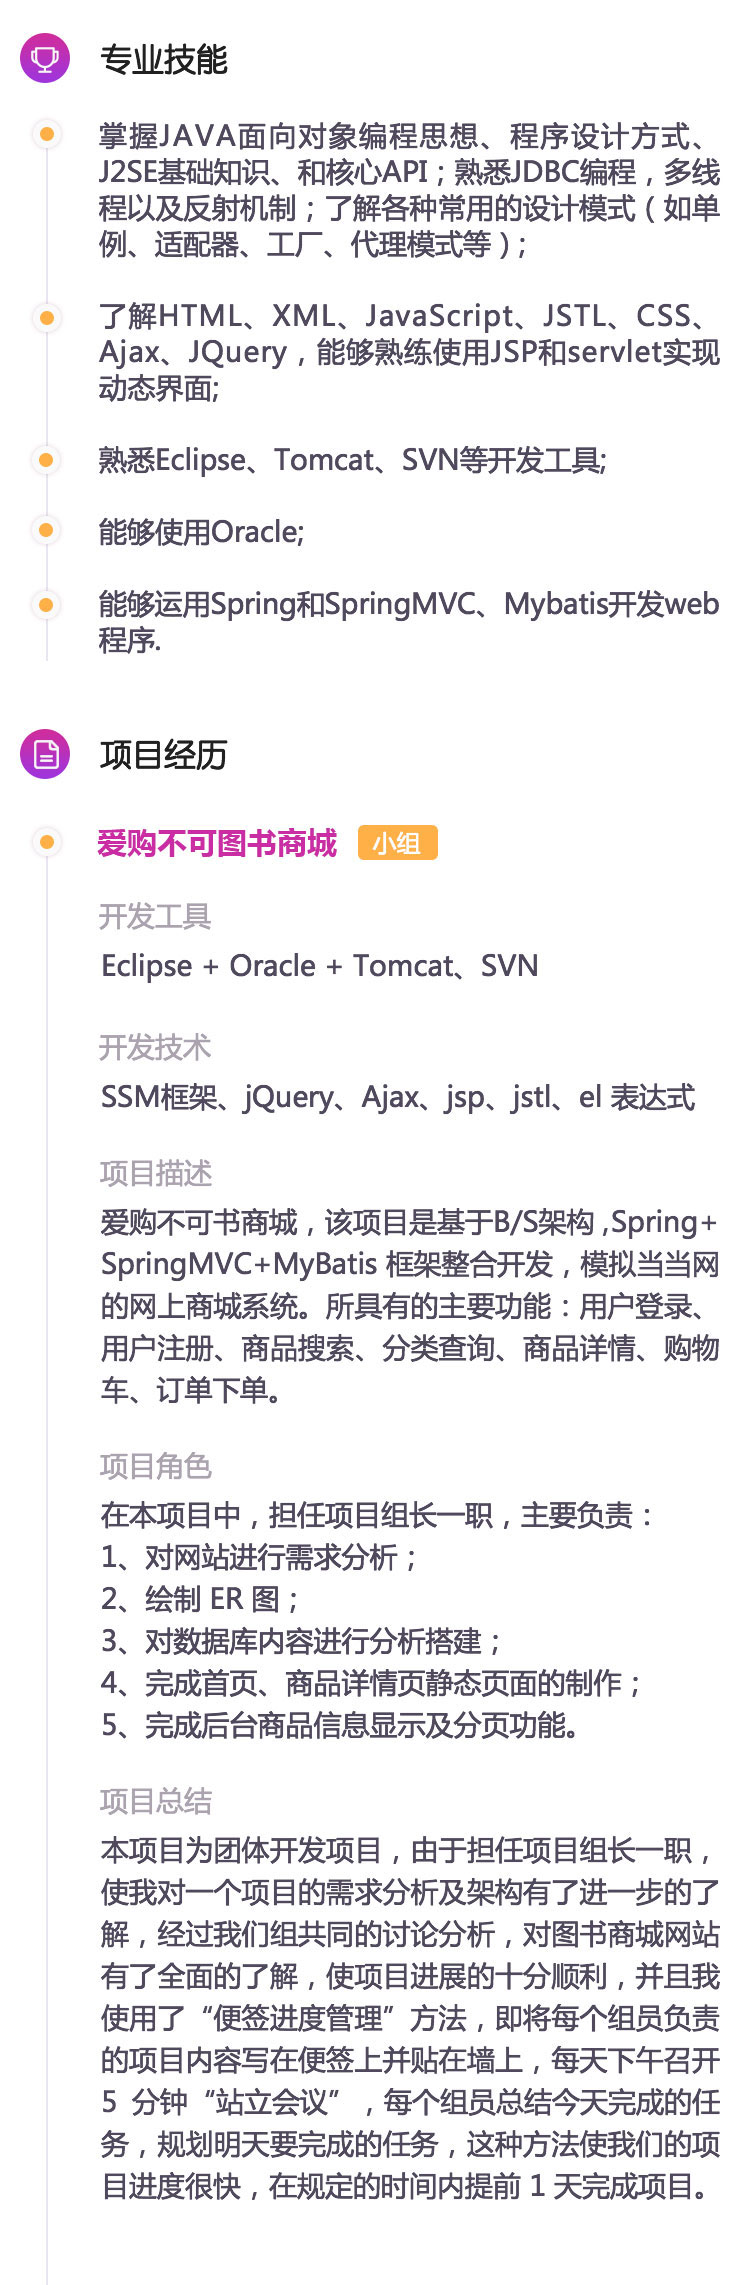 专业技能
掌握JAVA面向对象编程思想、程序设计方式、
J2SE基础知识、和核心API；熟悉JDBC编程，多线
程以及反射机制；了解各种常用的设计模式（如单
例、适配器、工厂、代理模式等）;
了解HTML、XML、JavaScript、JSTL、CSS、
Ajax、JQuery，能够熟练使用JSP和servlet实现
动态界面;
熟悉Eclipse、Tomcat、SVN等开发工具;
能够使用Oracle;
能够运用Spring和SpringMVC、Mybatis开发web
程序.
项目经历
爱购不可图书商城 小组
开发工具
Eclipse + Oracle + Tomcat、SVN
开发技术
SSM框架、jQuery、Ajax、jsp、jstl、el 表达式
项目描述
爱购不可书商城，该项目是基于B/S架构 ,Spring+
SpringMVC+MyBatis 框架整合开发，模拟当当网
的网上商城系统。所具有的主要功能：用户登录、
用户注册、商品搜索、分类查询、商品详情、购物
车、订单下单。
项目角色
在本项目中，担任项目组长一职，主要负责：
1、对网站进行需求分析；
2、绘制 ER 图；
3、对数据库内容进行分析搭建；
4、完成首页、商品详情页静态页面的制作；
5、完成后台商品信息显示及分页功能。
项目总结
本项目为团体开发项目，由于担任项目组长一职，
使我对一个项目的需求分析及架构有了进一步的了
解，经过我们组共同的讨论分析，对图书商城网站
有了全面的了解，使项目进展的十分顺利，并且我
使用了“便签进度管理”方法，即将每个组员负责
的项目内容写在便签上并贴在墙上，每天下午召开
5 分钟“站立会议”，每个组员总结今天完成的任
务，规划明天要完成的任务，这种方法使我们的项
目进度很快，在规定的时间内提前 1 天完成项目。